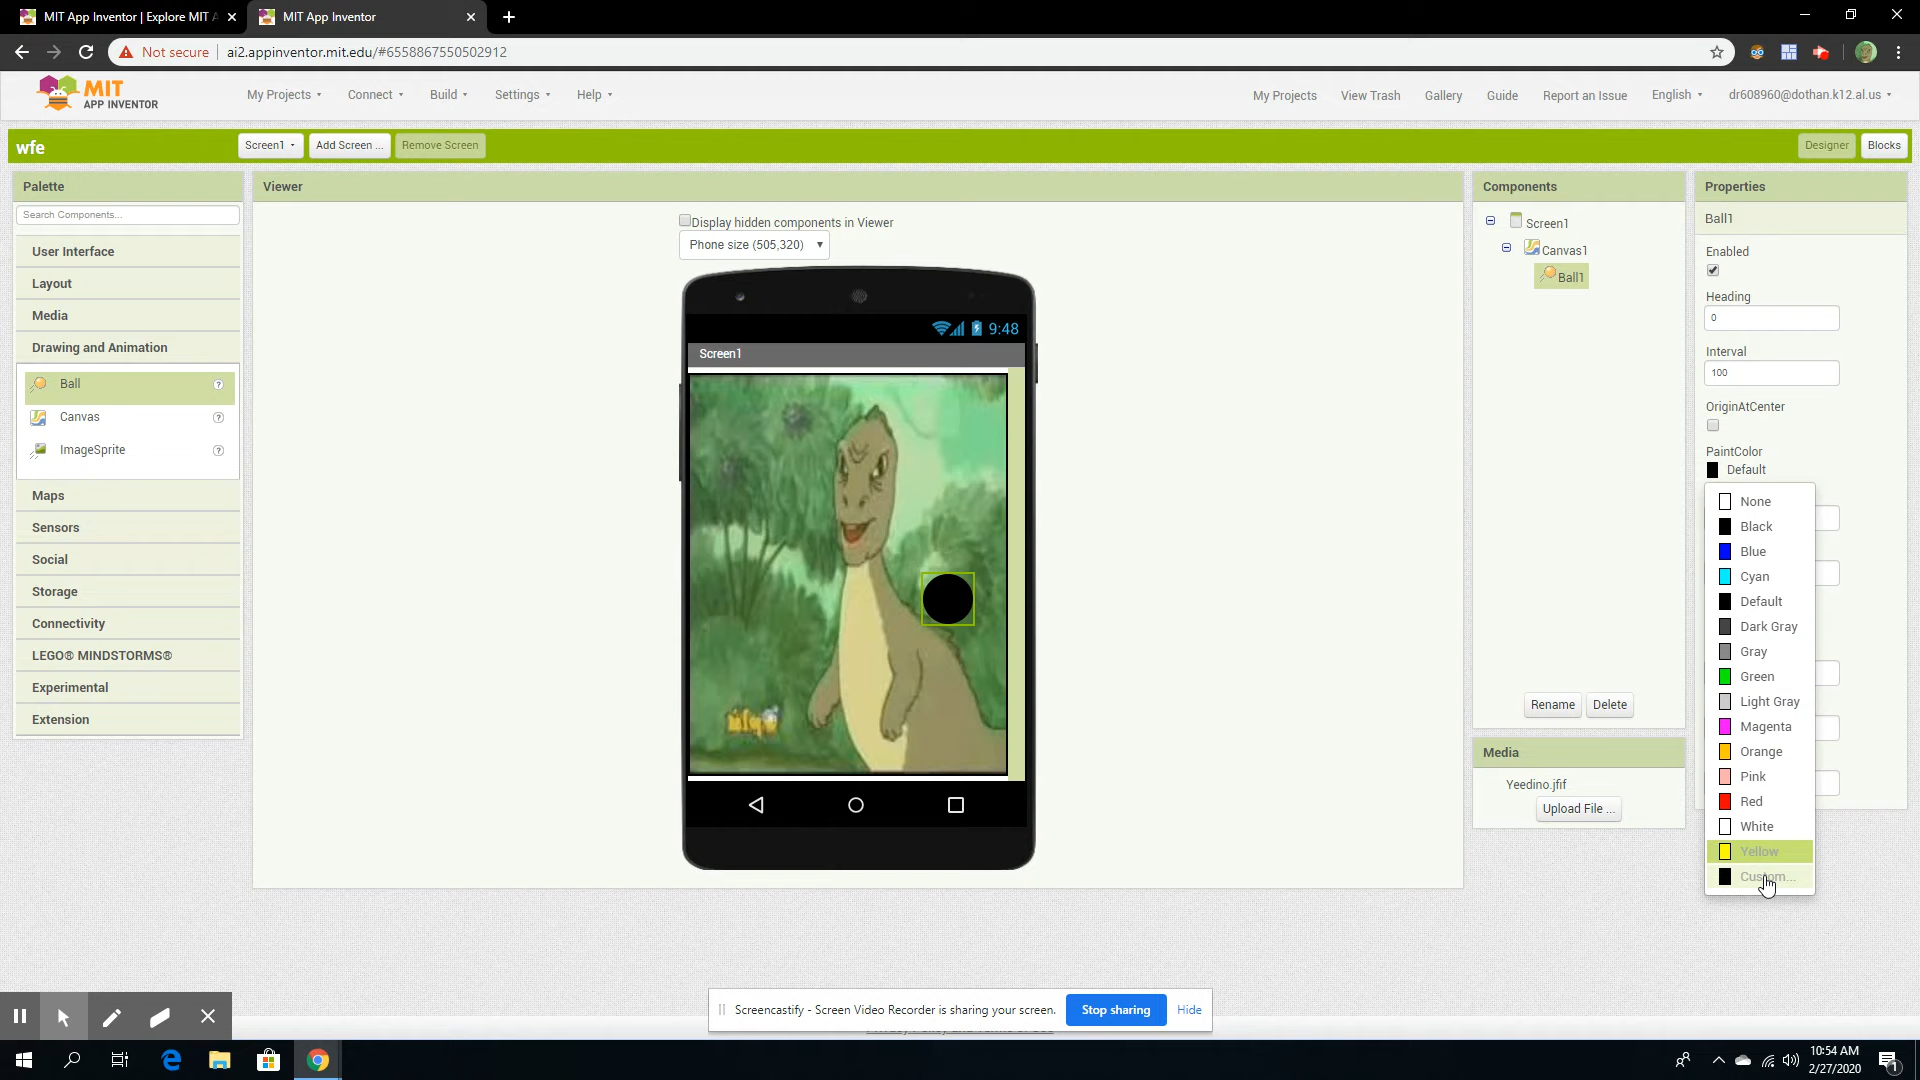 MIT App Inventor | Explore MIT A
MIT App Inventor
Not secure
ai2.appinventor.mit.edu/#6558867550502912
MIT
APP INVENTOR
My Projects
Connect
Build
Settings
Help
My Projects
View Trash
Gallery
Guide
Report an Issue
English
dr608960@dothan.k12.al.us
wfe
Screen1
Add Screen ...
Remove Screen
Designer
Blocks
Palette
Search Components...
User Interface
Layout
Media
Drawing and Animation
Ball
Canvas
ImageSprite
Maps
Sensors
Social
Storage
Connectivity
LEGO® MINDSTORMS®
Experimental
Extension
Viewer
Display hidden components in Viewer
Phone size (505,320)
9:48
Screen1
Components
Screen1
Canvas1
Ball1
Rename
Delete
Media
Yeedino.jfif
Upload File ...
Properties
Ball1
Enabled
Heading
0
Interval
100
OriginAtCenter
PaintColor
Default
None
Black
Blue
Cyan
Default
Dark Gray
Gray
Green
Light Gray
Magenta
Orange
Pink
Red
White
Yellow
Custom...
Screencastify - Screen Video Recorder is sharing your screen.
Stop sharing
Hide
10:54 AM
2/27/2020
1